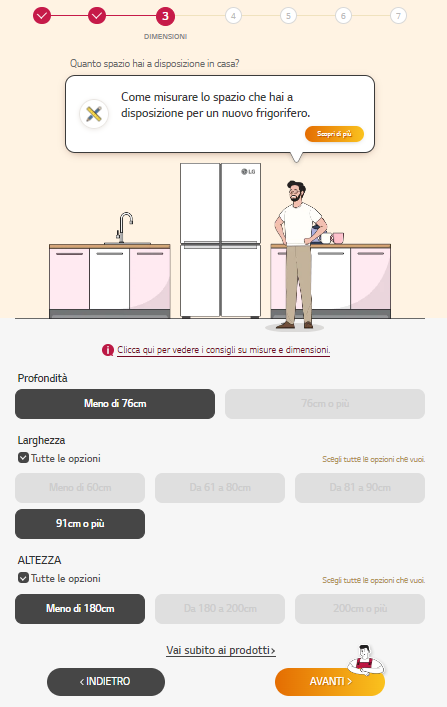 3 4 5 6 7
DIMENSIONI
Quanto spazio hai a disposizione in casa?
Come misurare lo spazio che hai a
disposizione per un nuovo frigorifero.
Scopri di più
LG
Clicca qui per vedere i consigli su misure e dimensioni.
Profondità
Meno di 76cm 76cm o più
Larghezza
Tutte le opzioni Scegli tutte le opzioni che vuoi.
Meno di 60cm Da 61 a 80cm Da 81 a 90cm
91cm o più
ALTEZZA
Tutte le opzioni Scegli tutte le opzioni che vuoi.
Meno di 180cm Da 180 a 200cm 200cm o più
Vai subito ai prodotti>
< INDIETRO AVANTI >